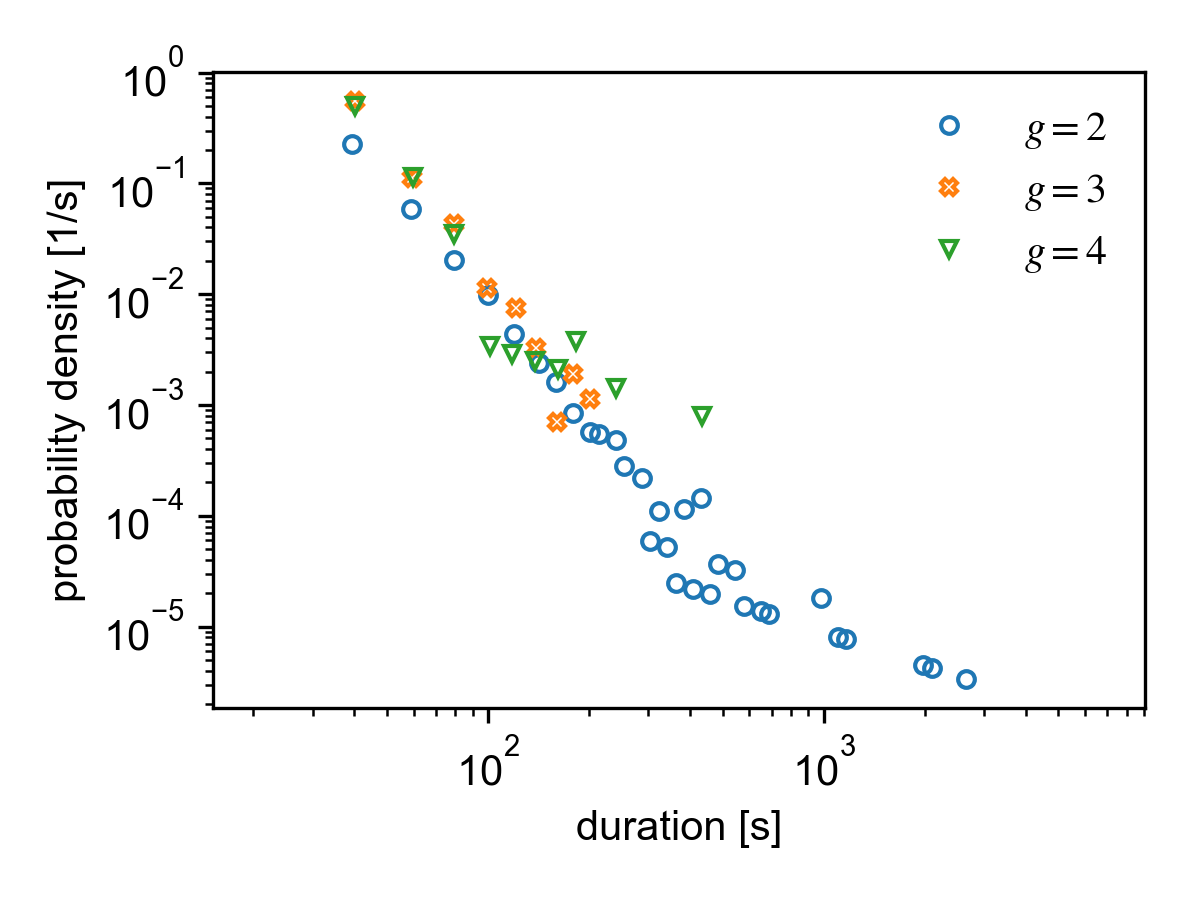 10^0
10^−1
10^−2
10^−3
10^−4
10^−5
probability density [1/s]
g = 2
g = 3
g = 4
10^2 10^3
duration [s]